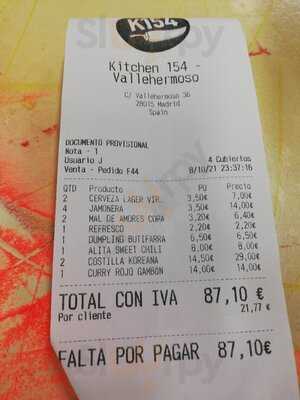 K154
Kitchen 154 -
Vallehermoso
C/ Vallehermoso 36
28015 Madrid
Spain
DOCUMENTO PROVISIONAL
Nota - 1
Usuario J 4 Cubiertos
Venta - Pedido F44 8/10/21 23:37:16
QTD Producto PU Precio
2 CERVEZA LAGER VIR.. 3,50€ 7,00€
4 JAMONERA 3,50€ 14,00€
2 MAL DE AMORES COPA 3,20€ 6,40€
1 REFRESCO 2,20€ 2,20€
1 DUMPLING BUTIFARRA 6,50€ 6,50€
1 ALITA SWEET CHILI 8,00€ 8,00€
2 COSTILLA KOREANA 14,50€ 29,00€
1 CURRY ROJO GAMBON 14,00€ 14,00€
TOTAL CON IVA 87,10 €
Por cliente 21,77 €
FALTA POR PAGAR 87,10€